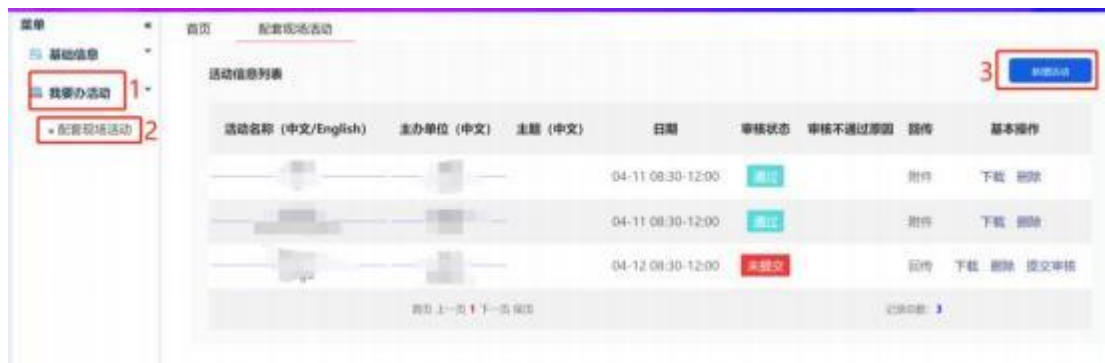 菜单 «
首页 配套现场活动
基础信息
活动信息列表
3 新增活动
我要办活动 1
配套现场活动 2
活动名称（中文/English） 主办单位（中文） 主题（中文） 日期 审核状态 审核不通过原因 回传 基本操作
04-11 08:30-12:00 通过 附件 下载 删除
04-11 08:30-12:00 通过 附件 下载 删除
04-12 08:30-12:00 未提交 回传 下载 删除 提交审核
首页 上一页 1 下一页 尾页 记录总数: 3